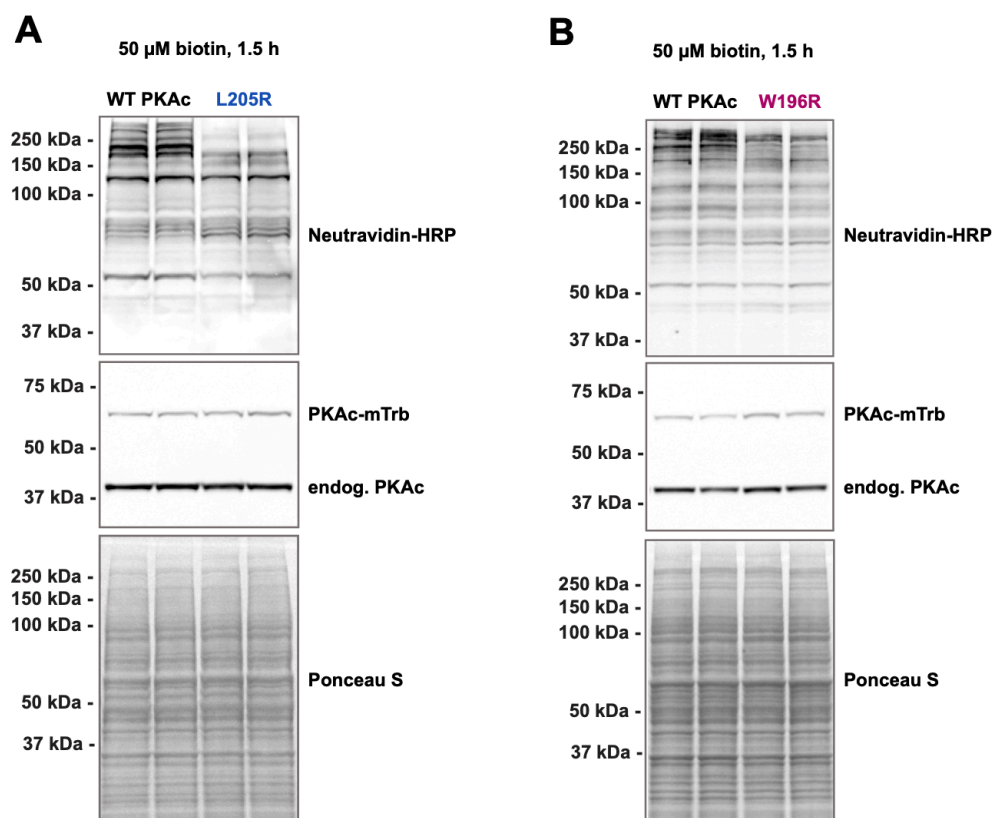 A
50 µM biotin, 1.5 h
WT PKAc L205R
250 kDa -
150 kDa -
100 kDa -
50 kDa -
37 kDa -
Neutravidin-HRP
75 kDa -
50 kDa -
37 kDa -
PKAc-mTrb
endog. PKAc
250 kDa -
150 kDa -
100 kDa -
50 kDa -
37 kDa -
Ponceau S
B
50 µM biotin, 1.5 h
WT PKAc W196R
250 kDa -
150 kDa -
100 kDa -
50 kDa -
37 kDa -
Neutravidin-HRP
75 kDa -
50 kDa -
37 kDa -
PKAc-mTrb
endog. PKAc
250 kDa -
150 kDa -
100 kDa -
50 kDa -
37 kDa -
Ponceau S